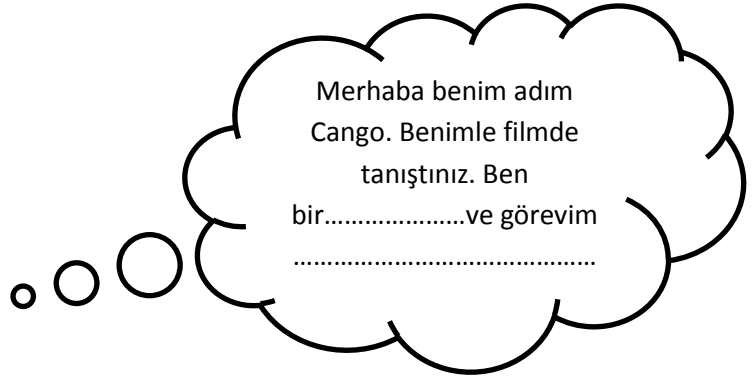 Merhaba benim adım
Cango. Benimle filmde
tanıştınız. Ben
bir…………………ve görevim
………………………………………